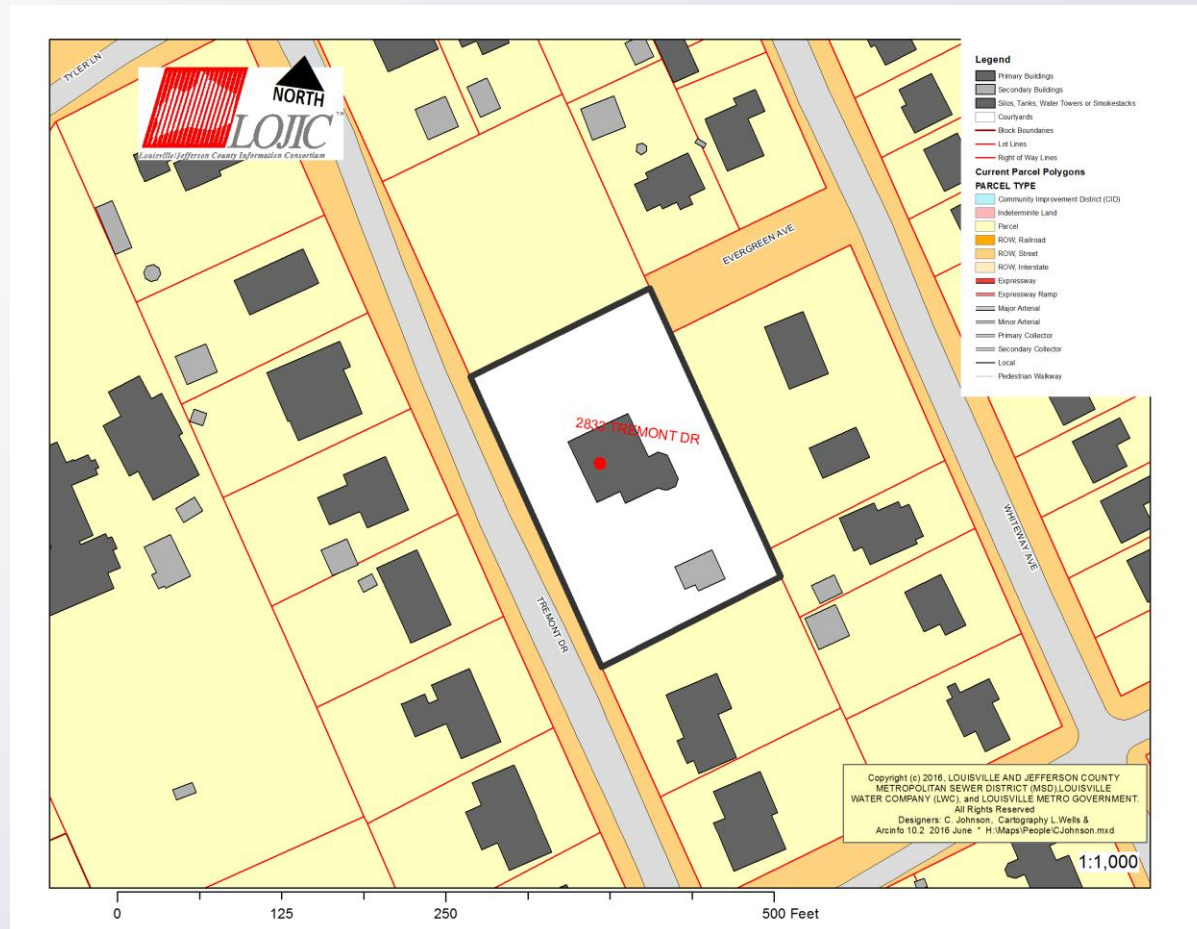 TYLER LN
NORTH
LOJIC™
Louisville/Jefferson County Information Consortium
EVERGREEN AVE
2833 TREMONT DR
TREMONT DR
WHITEWAY AVE
Legend
Primary Buildings
Secondary Buildings
Silos, Tanks, Water Towers or Smokestacks
Courtyards
Block Boundaries
Lot Lines
Right of Way Lines
Current Parcel Polygons
PARCEL TYPE
Community Improvement District (CID)
Indeterminite Land
Parcel
ROW, Railroad
ROW, Street
ROW, Interstate
Expressway
Expressway Ramp
Major Arterial
Minor Arterial
Primary Collector
Secondary Collector
Local
Pedestrian Walkway
Copyright (c) 2016, LOUISVILLE AND JEFFERSON COUNTY
METROPOLITAN SEWER DISTRICT (MSD),LOUISVILLE
WATER COMPANY (LWC), and LOUISVILLE METRO GOVERNMENT.
All Rights Reserved
Designers: C. Johnson, Cartography L.Wells &
Arcinfo 10.2 2016 June * H:\Maps\People\CJohnson.mxd
1:1,000
0 125 250 500 Feet